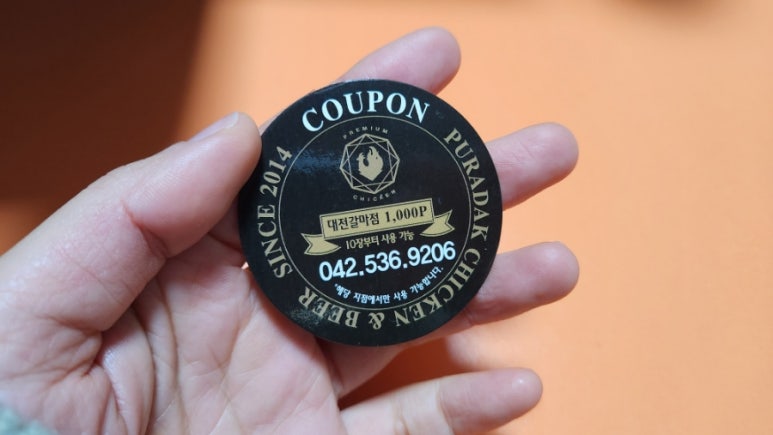 COUPON
SINCE 2014
PURADAK CHICKEN & BEER
PREMIUM
CHICKEN
대전갈마점 1,000P
10장부터 사용 가능
042.536.9206
*해당 지점에서만 사용 가능합니다.